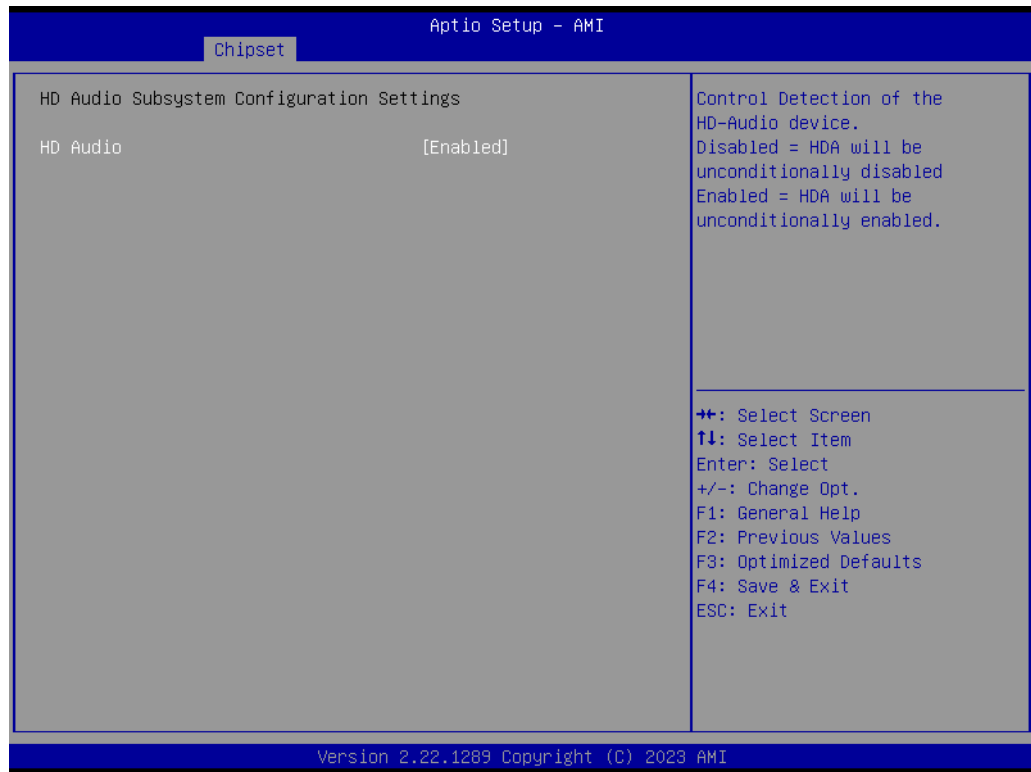 Aptio Setup - AMI
Chipset
HD Audio Subsystem Configuration Settings
HD Audio [Enabled]
Control Detection of the
HD-Audio device.
Disabled = HDA will be
unconditionally disabled
Enabled = HDA will be
unconditionally enabled.
→←: Select Screen
↑↓: Select Item
Enter: Select
+/-: Change Opt.
F1: General Help
F2: Previous Values
F3: Optimized Defaults
F4: Save & Exit
ESC: Exit
Version 2.22.1289 Copyright (C) 2023 AMI